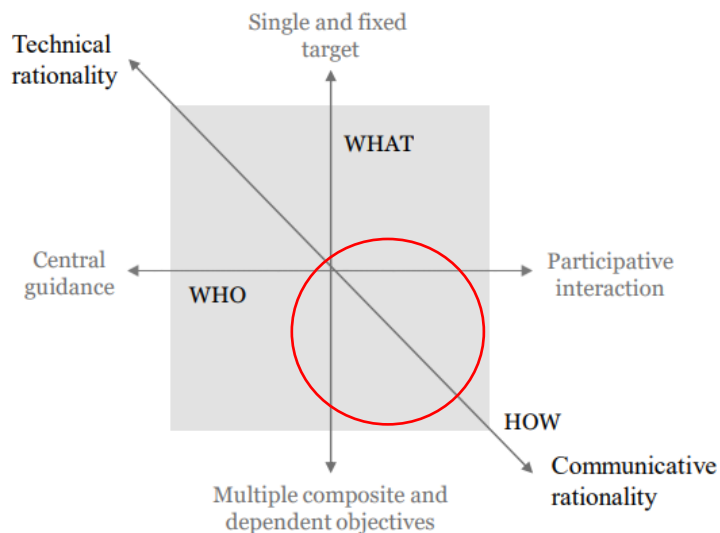 Single and fixed
target
Technical
rationality
WHAT
Central
guidance
Participative
interaction
WHO
HOW
Communicative
rationality
Multiple composite and
dependent objectives